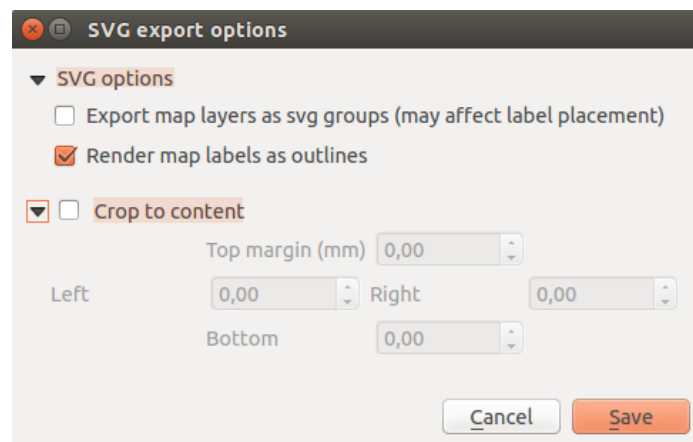 SVG export options
SVG options
Export map layers as svg groups (may affect label placement)
Render map labels as outlines
Crop to content
Top margin (mm) 0,00
Left 0,00 Right 0,00
Bottom 0,00
Cancel Save